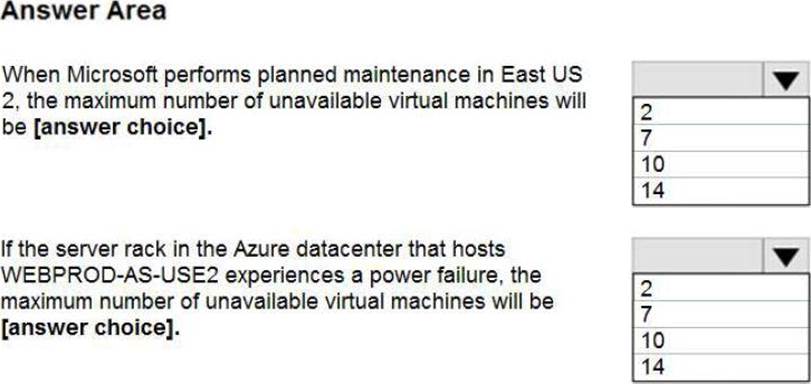 Answer Area
When Microsoft performs planned maintenance in East US
2, the maximum number of unavailable virtual machines will
be [answer choice].
2
7
10
14
If the server rack in the Azure datacenter that hosts
WEBPROD-AS-USE2 experiences a power failure, the
maximum number of unavailable virtual machines will be
[answer choice].
2
7
10
14